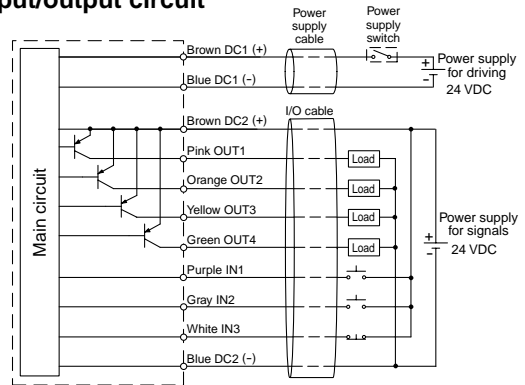 put/output circuit
Power
supply
cable
Power
supply
switch
Brown DC1 (+)
Power supply
for driving
24 VDC
+
-
Blue DC1 (-)
I/O cable
Brown DC2 (+)
Pink OUT1
Load
Orange OUT2
Load
Yellow OUT3
Load
Green OUT4
Load
Main circuit
Power supply
for signals
24 VDC
+
-
Purple IN1
Gray IN2
White IN3
Blue DC2 (-)